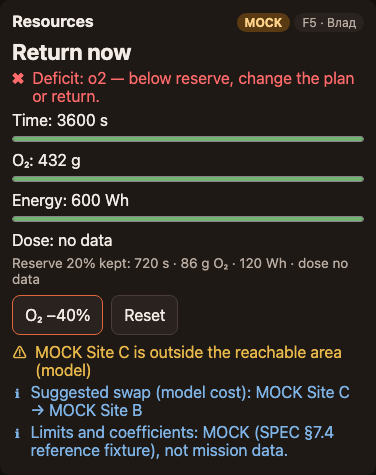 Resources MOCK F5 · Влад
Return now
✖ Deficit: o2 — below reserve, change the plan
or return.
Time: 3600 s
O₂: 432 g
Energy: 600 Wh
Dose: no data
Reserve 20% kept: 720 s · 86 g O₂ · 120 Wh · dose no
data
O₂ −40% Reset
⚠ MOCK Site C is outside the reachable area
(model)
ℹ Suggested swap (model cost): MOCK Site C
→ MOCK Site B
ℹ Limits and coefficients: MOCK (SPEC §7.4
reference fixture), not mission data.